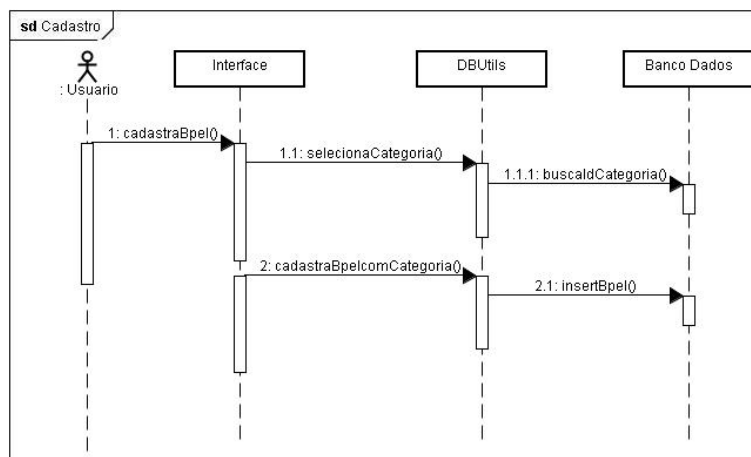 sd Cadastro
: Usuario
Interface
DBUtils
Banco Dados
1: cadastraBpel()
1.1: selecionaCategoria()
1.1.1: buscaIdCategoria()
2: cadastraBpelcomCategoria()
2.1: insertBpel()